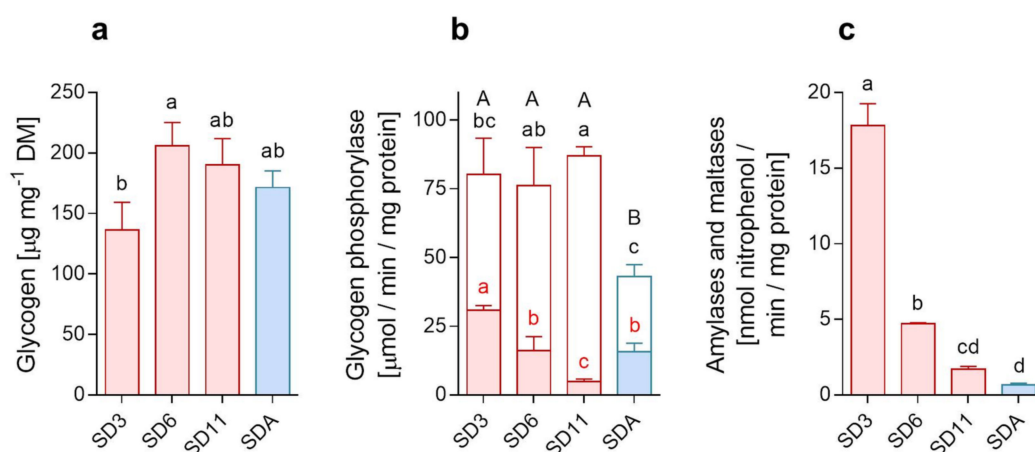 a
b
c
Glycogen [µg mg⁻¹ DM]
250
200
150
100
50
0
b
a
ab
ab
SD3
SD6
SD11
SDA
Glycogen phosphorylase
[µmol / min / mg protein]
100
75
50
25
0
A
A
A
B
bc
ab
a
c
a
b
c
b
SD3
SD6
SD11
SDA
Amylases and maltases
[nmol nitrophenol /
min / mg protein]
20
15
10
5
0
a
b
cd
d
SD3
SD6
SD11
SDA